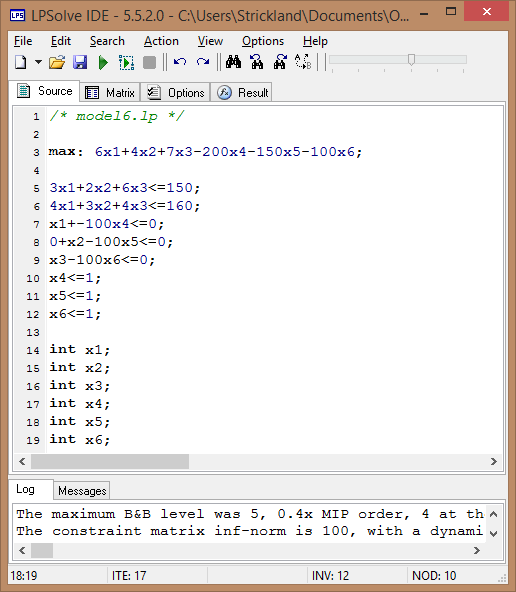 LPSolve IDE - 5.5.2.0 - C:\Users\Strickland\Documents\O...
File Edit Search Action View Options Help
Source Matrix Options Result
1 /* model6.lp */
2
3 max: 6x1+4x2+7x3-200x4-150x5-100x6;
4
5 3x1+2x2+6x3<=150;
6 4x1+3x2+4x3<=160;
7 x1+-100x4<=0;
8 0+x2-100x5<=0;
9 x3-100x6<=0;
10 x4<=1;
11 x5<=1;
12 x6<=1;
13
14 int x1;
15 int x2;
16 int x3;
17 int x4;
18 int x5;
19 int x6;
Log Messages
The maximum B&B level was 5, 0.4x MIP order, 4 at th
The constraint matrix inf-norm is 100, with a dynami
18:19 ITE: 17 INV: 12 NOD: 10